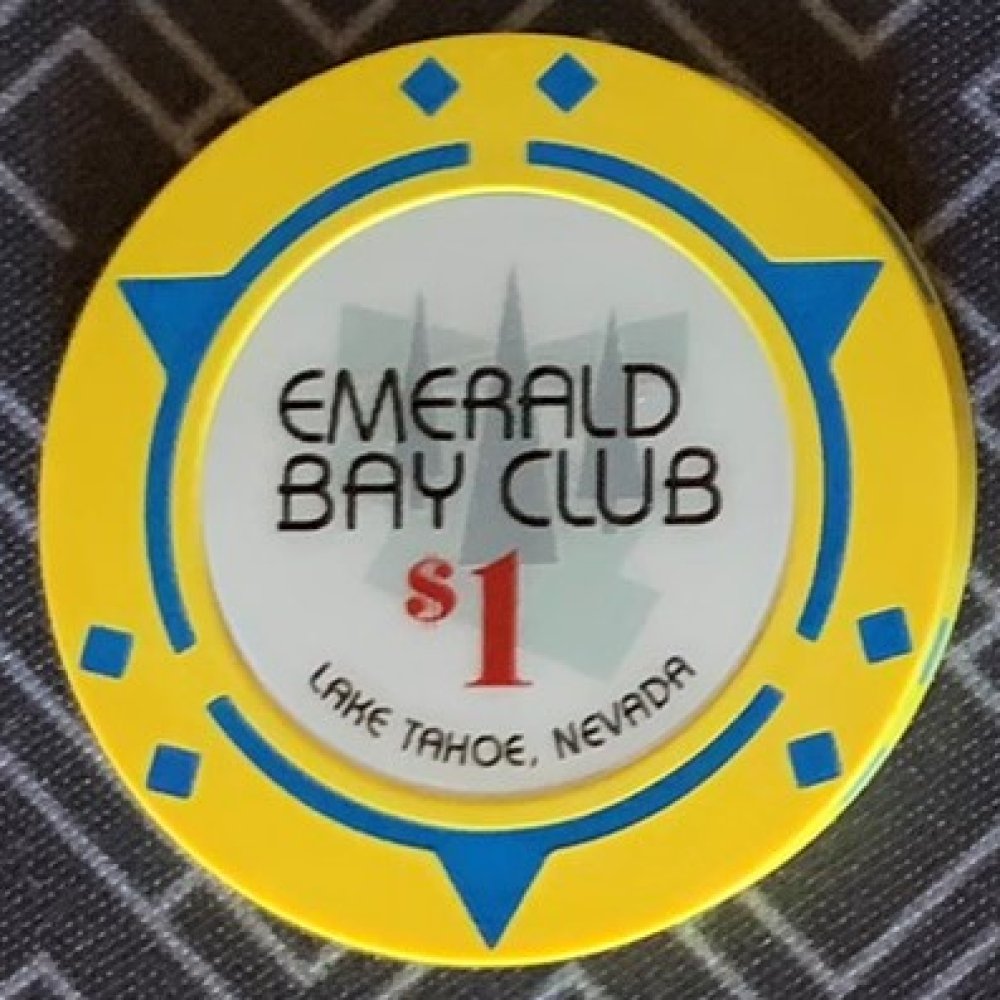 EMERALD
BAY CLUB
$1
LAKE TAHOE, NEVADA